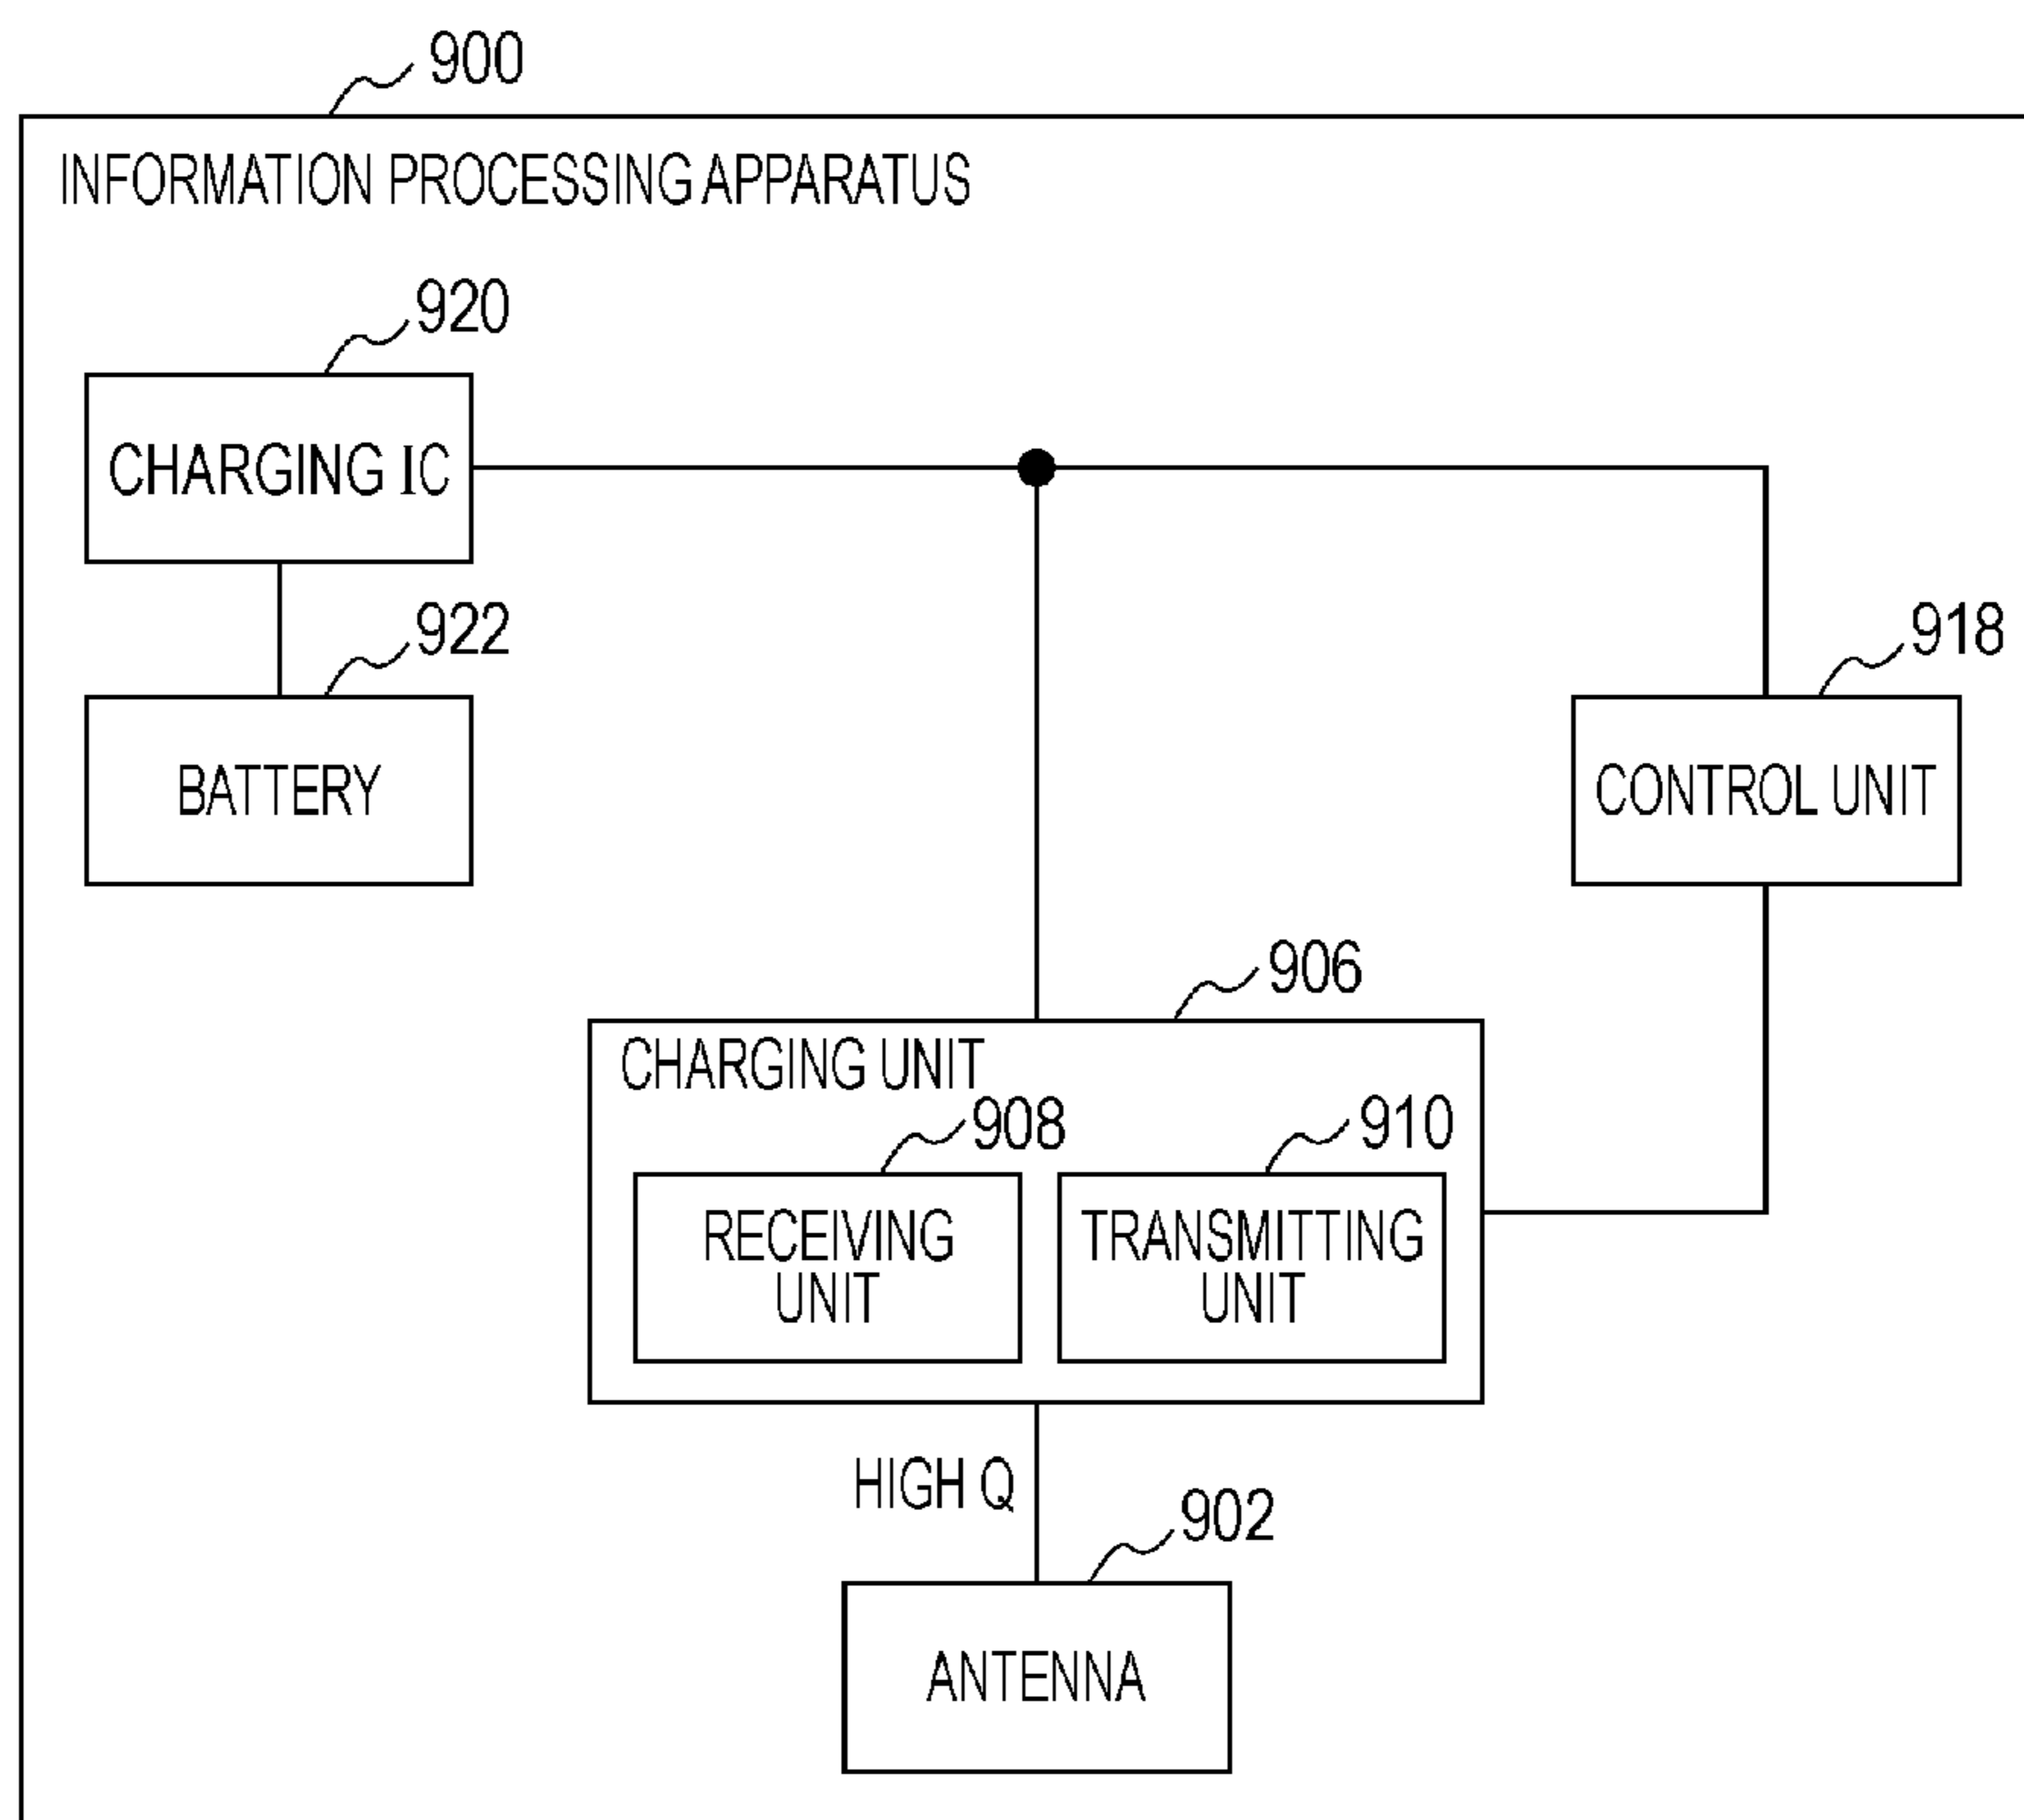 900
INFORMATION PROCESSING APPARATUS
920
CHARGING IC
922
918
BATTERY
CONTROL UNIT
906
CHARGING UNIT
908
910
RECEIVING
UNIT
TRANSMITTING
UNIT
HIGH Q
902
ANTENNA